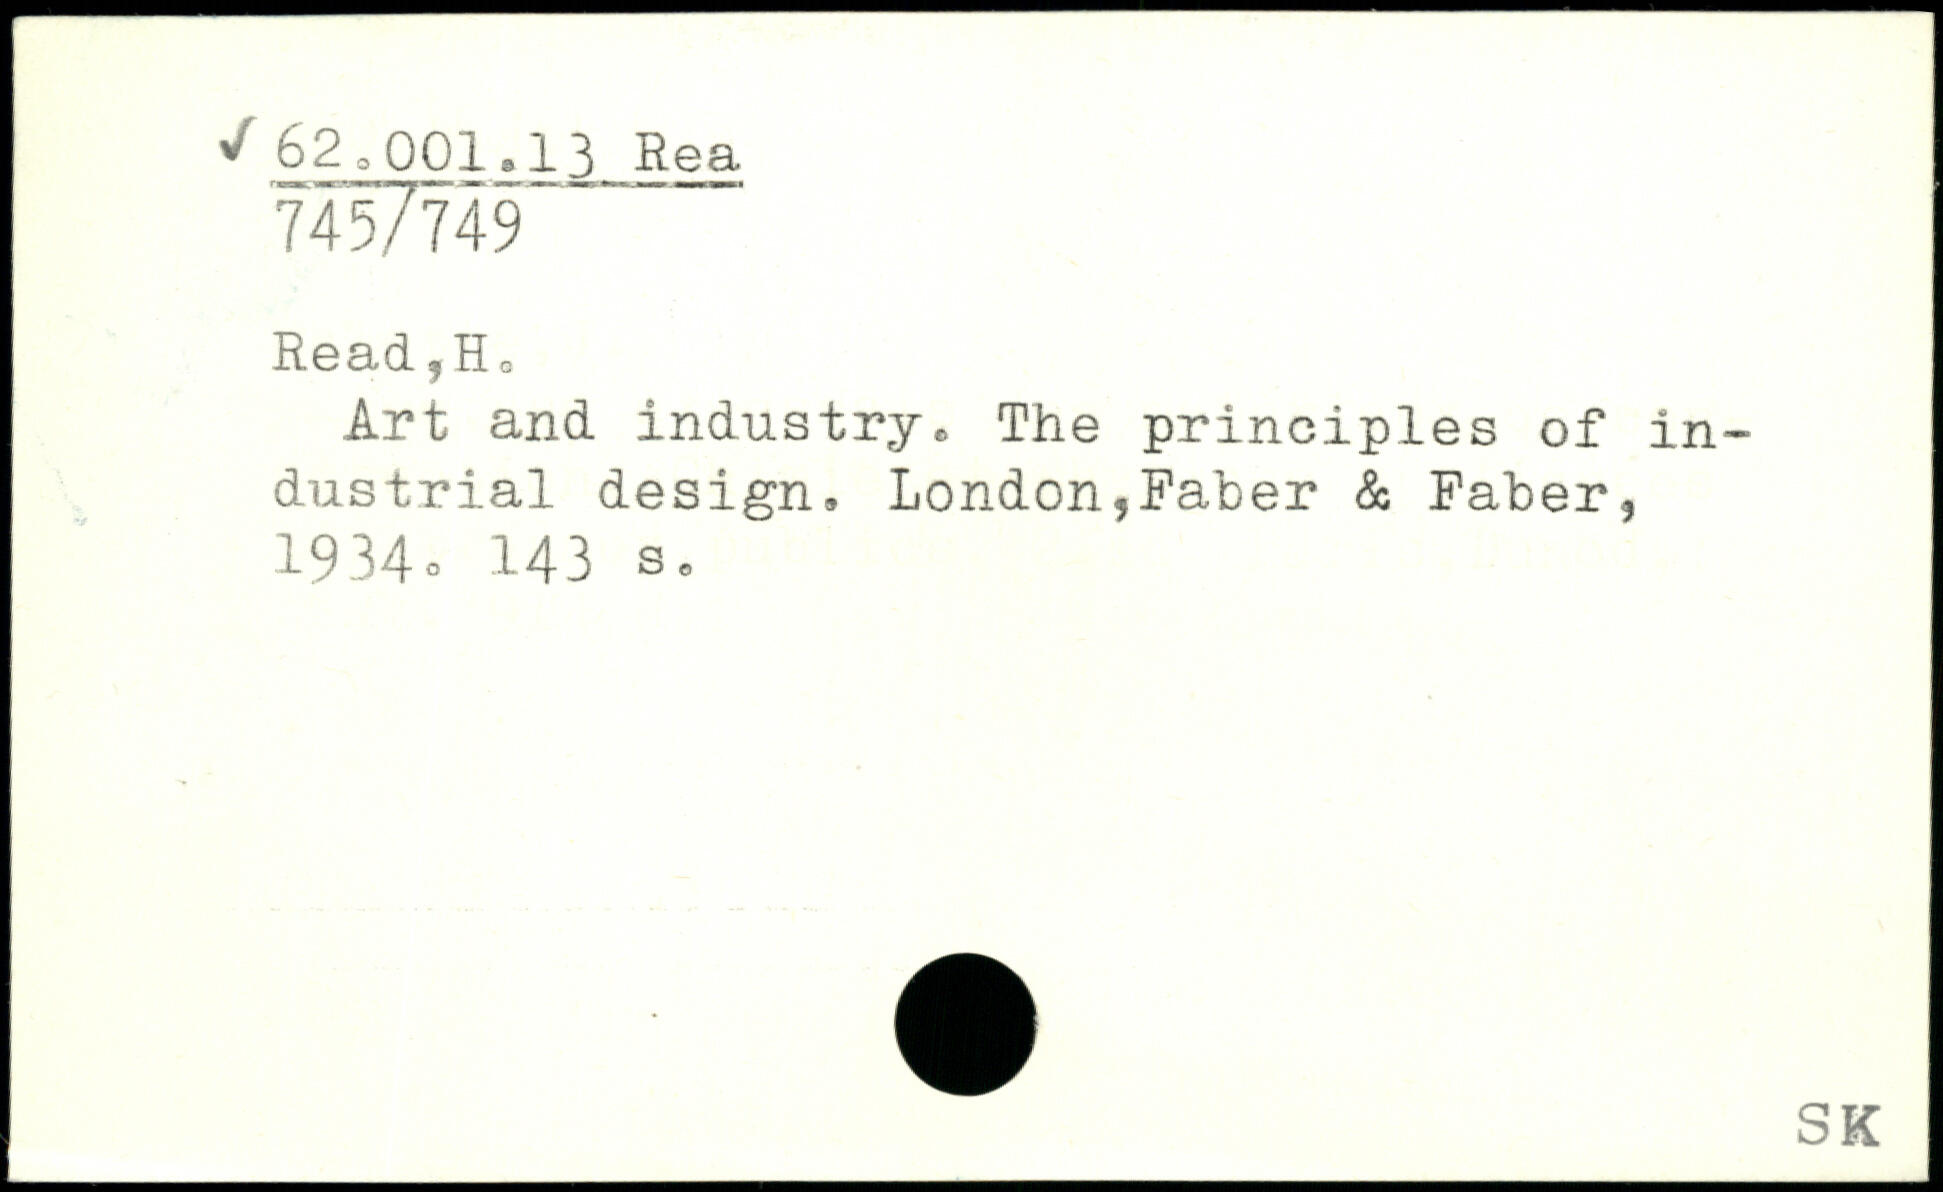 ✓ 62.001.13 Rea
745/749
Read,H.
Art and industry. The principles of in-
dustrial design. London,Faber & Faber,
1934. 143 s.
SK